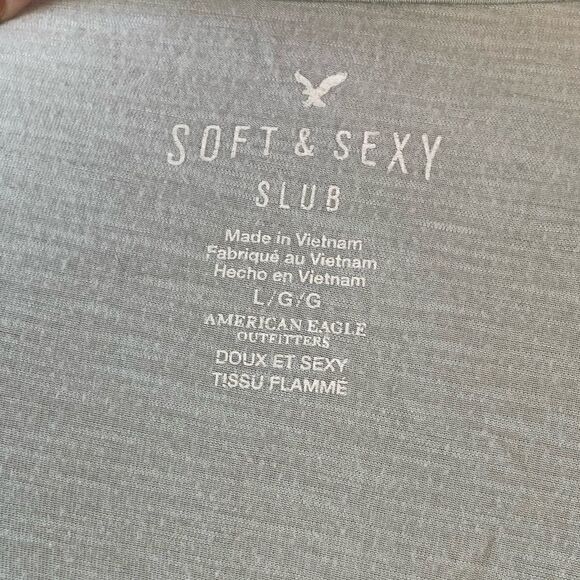 SOFT & SEXY
SLUB
Made in Vietnam
Fabriqué au Vietnam
Hecho en Vietnam
L/G/G
AMERICAN EAGLE
OUTFITTERS
DOUX ET SEXY
TISSU FLAMMÉ